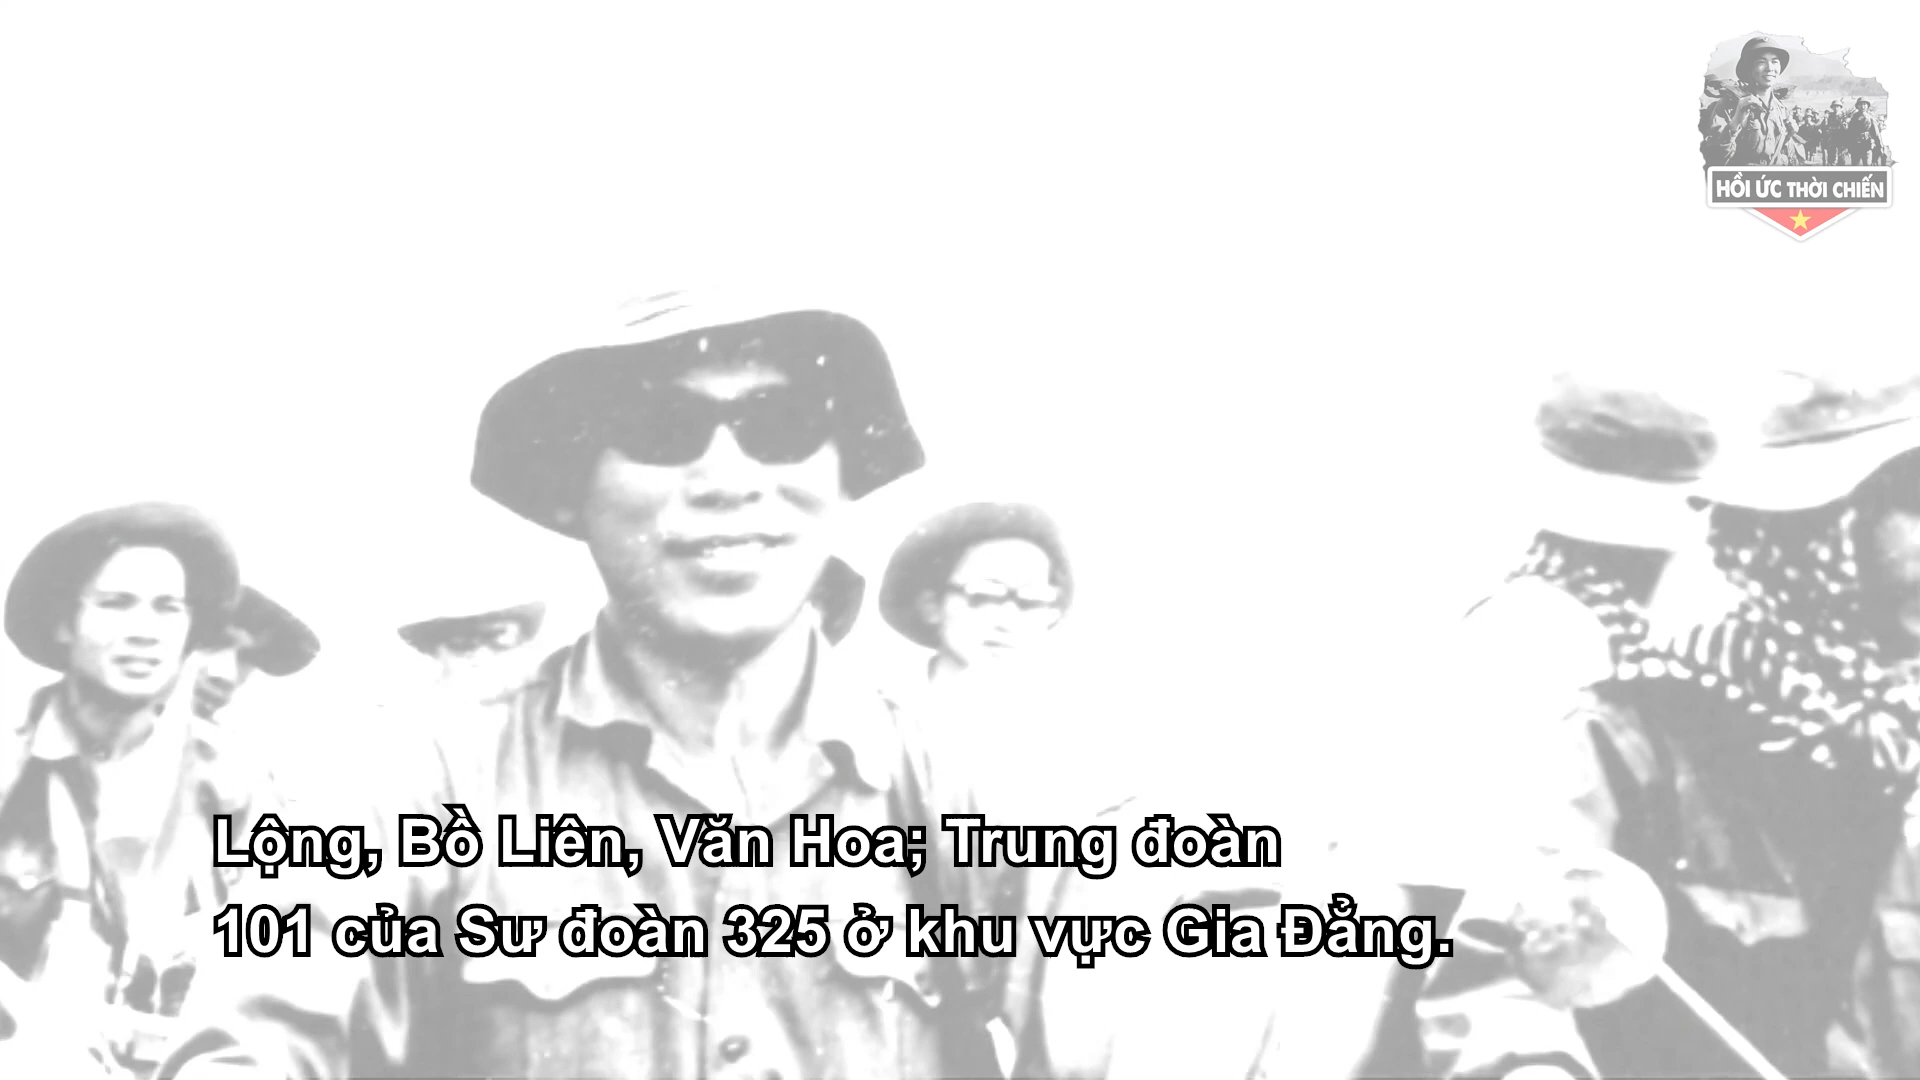 HỒI ỨC THỜI CHIẾN
Lộng, Bồ Liên, Văn Hoa; Trung đoàn
101 của Sư đoàn 325 ở khu vực Gia Đẳng.